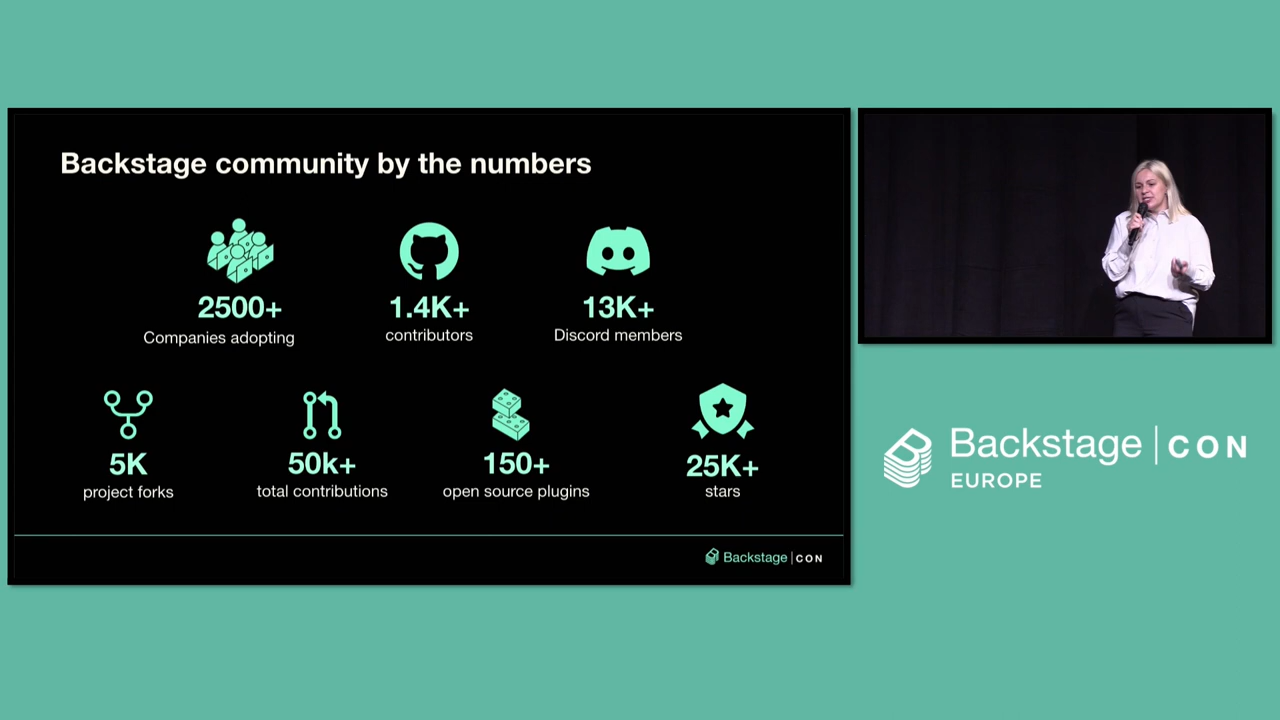 Backstage community by the numbers
2500+
Companies adopting
1.4K+
contributors
13K+
Discord members
5K
project forks
50k+
total contributions
150+
open source plugins
25K+
stars
Backstage | CON
Backstage | CON
EUROPE